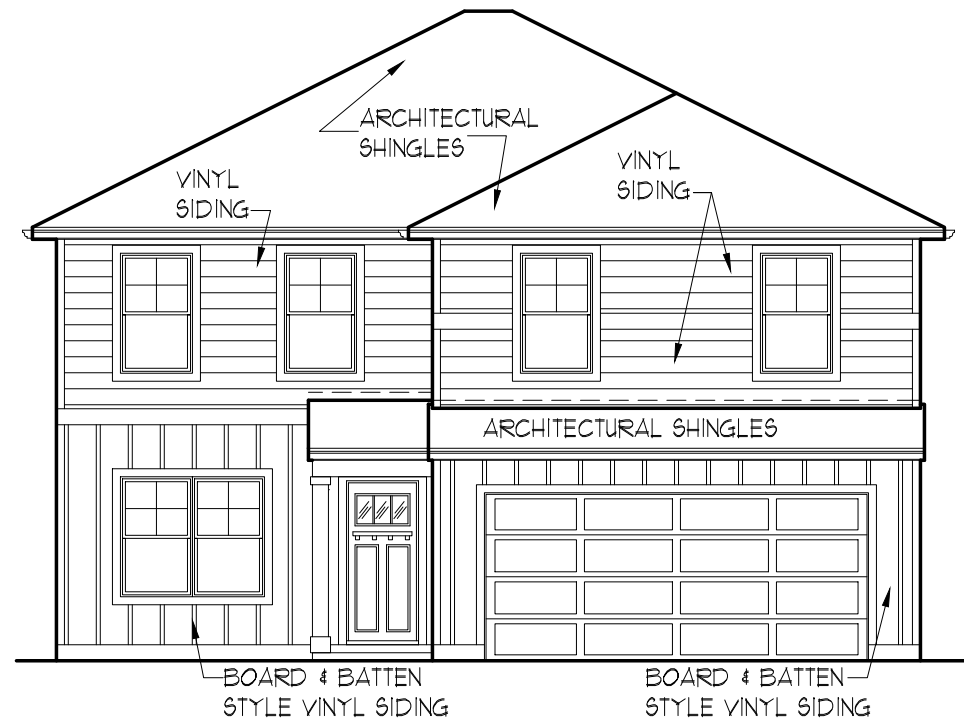 ARCHITECTURAL
SHINGLES
VINYL
SIDING
VINYL
SIDING
ARCHITECTURAL SHINGLES
BOARD & BATTEN
STYLE VINYL SIDING
BOARD & BATTEN
STYLE VINYL SIDING